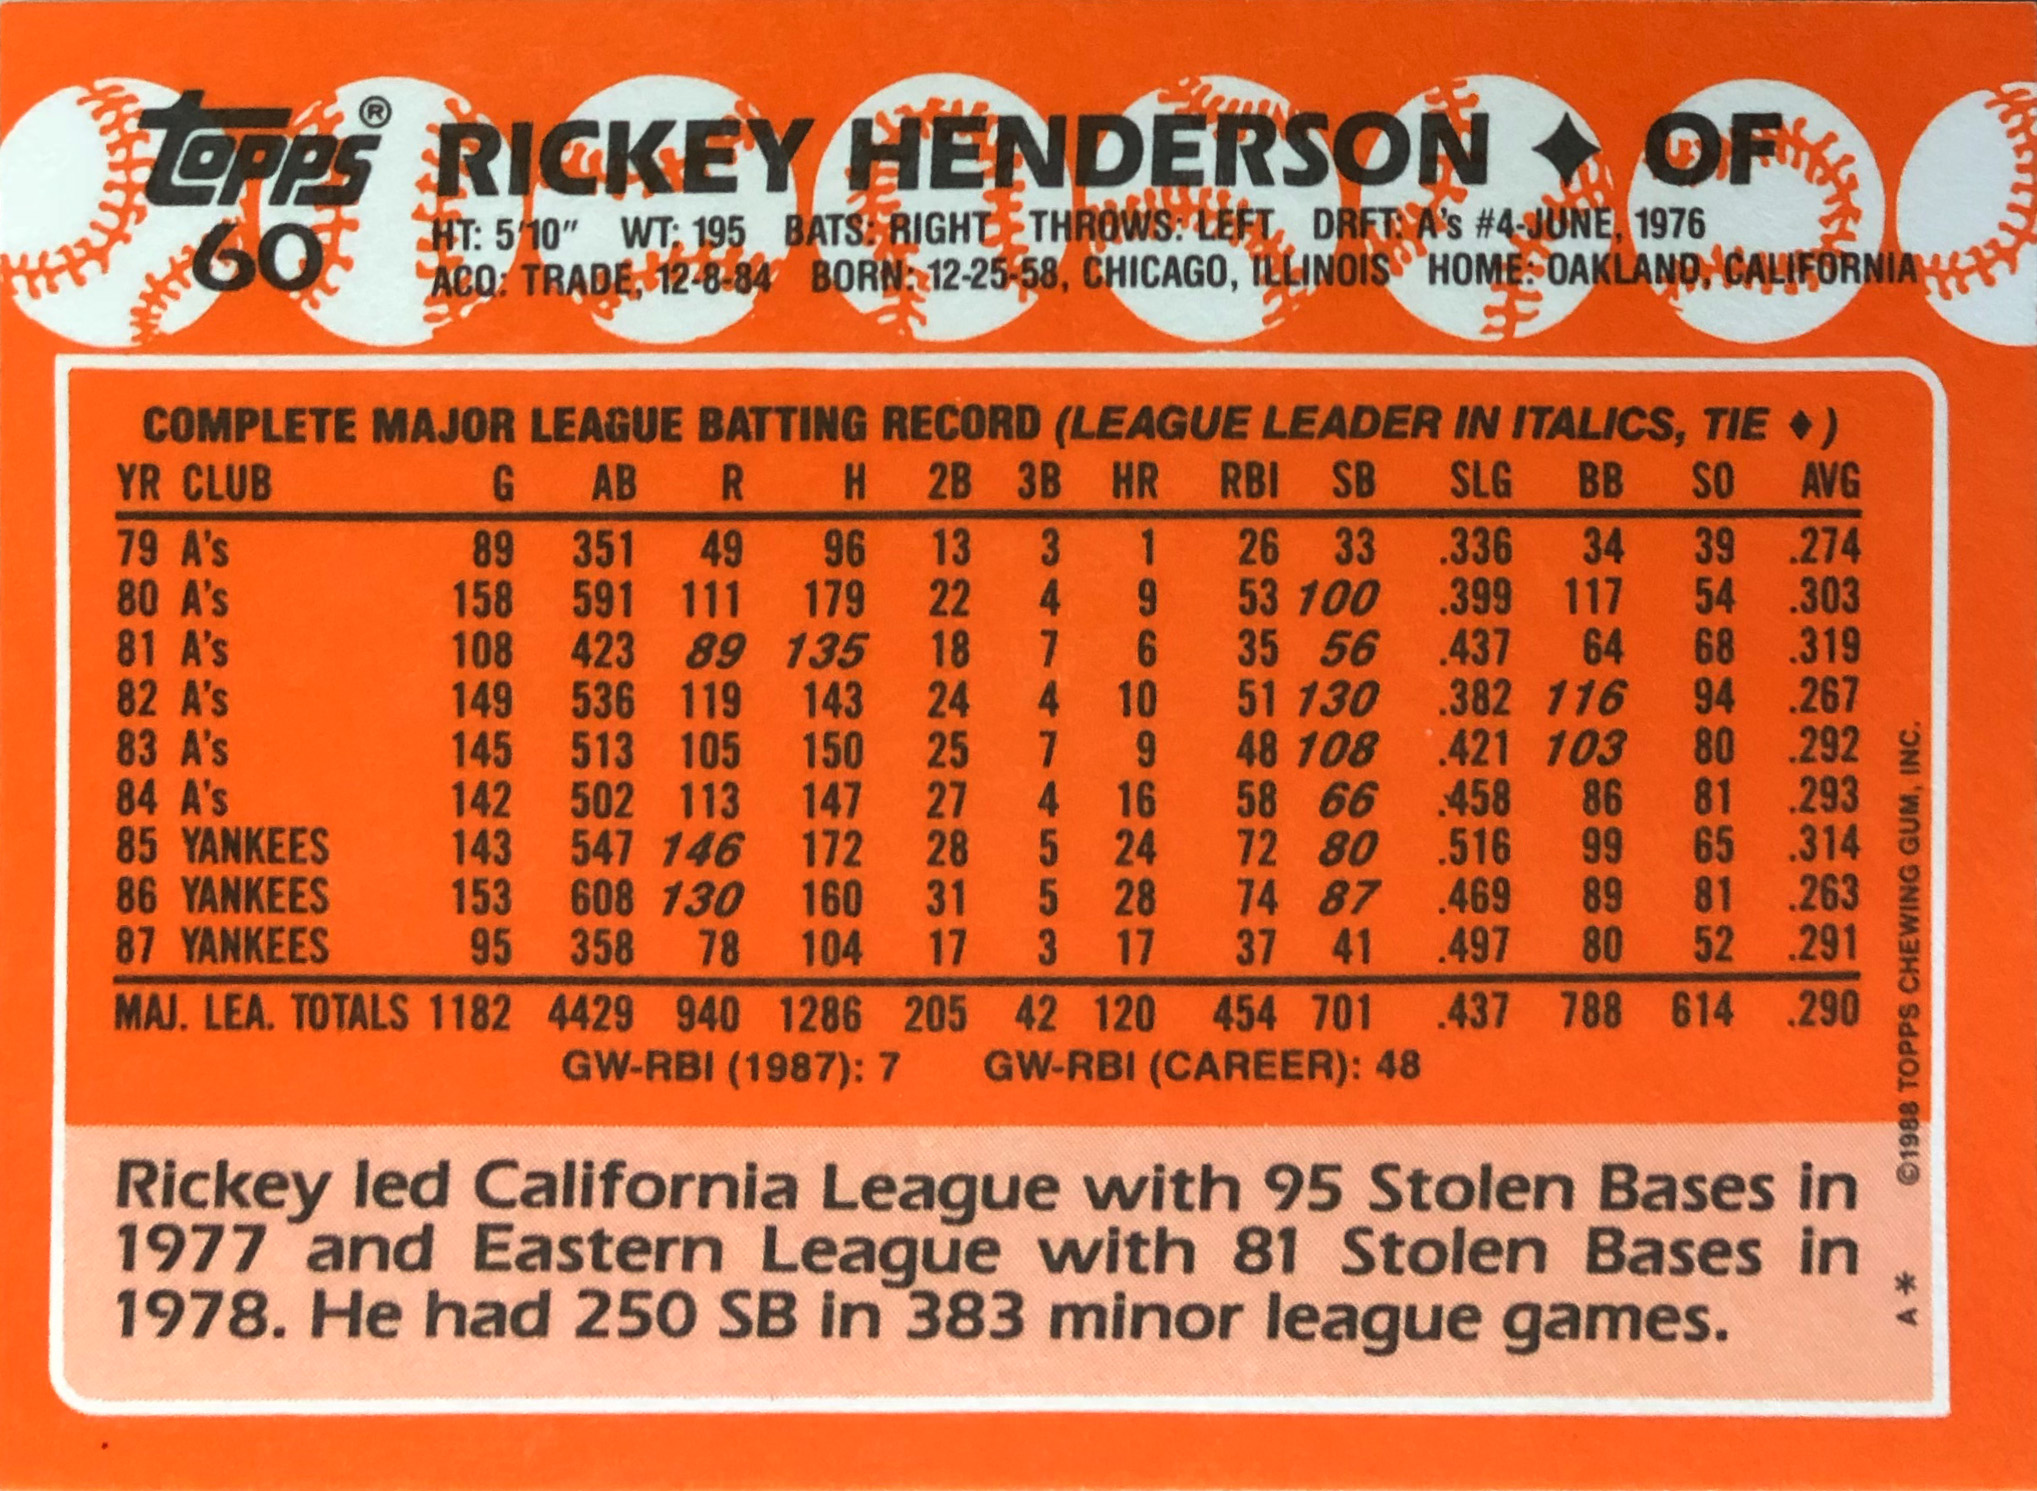 topps® RICKEY HENDERSON ♦ OF
60 HT: 5'10" WT: 195 BATS: RIGHT THROWS: LEFT DRFT: A's #4-JUNE, 1976
ACQ: TRADE, 12-8-84 BORN: 12-25-58, CHICAGO, ILLINOIS HOME: OAKLAND, CALIFORNIA
COMPLETE MAJOR LEAGUE BATTING RECORD (LEAGUE LEADER IN ITALICS, TIE ♦)
YR CLUB G AB R H 2B 3B HR RBI SB SLG BB SO AVG
79 A's 89 351 49 96 13 3 1 26 33 .336 34 39 .274
80 A's 158 591 111 179 22 4 9 53 100 .399 117 54 .303
81 A's 108 423 89 135 18 7 6 35 56 .437 64 68 .319
82 A's 149 536 119 143 24 4 10 51 130 .382 116 94 .267
83 A's 145 513 105 150 25 7 9 48 108 .421 103 80 .292
84 A's 142 502 113 147 27 4 16 58 66 .458 86 81 .293
85 YANKEES 143 547 146 172 28 5 24 72 80 .516 99 65 .314
86 YANKEES 153 608 130 160 31 5 28 74 87 .469 89 81 .263
87 YANKEES 95 358 78 104 17 3 17 37 41 .497 80 52 .291
MAJ. LEA. TOTALS 1182 4429 940 1286 205 42 120 454 701 .437 788 614 .290
GW-RBI (1987): 7 GW-RBI (CAREER): 48
Rickey led California League with 95 Stolen Bases in
1977 and Eastern League with 81 Stolen Bases in
1978. He had 250 SB in 383 minor league games.
©1988 TOPPS CHEWING GUM, INC.
A *